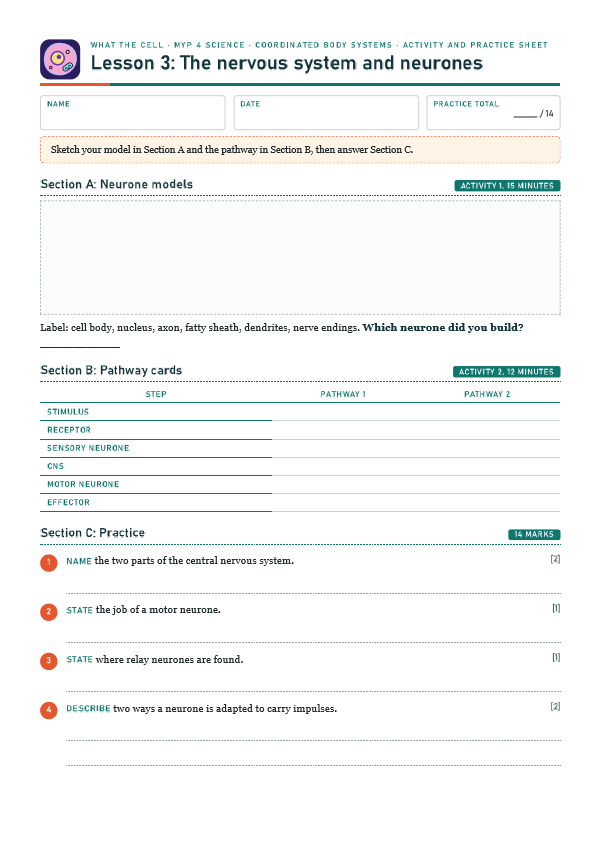 WHAT THE CELL · MYP 4 SCIENCE · COORDINATED BODY SYSTEMS · ACTIVITY AND PRACTICE SHEET
Lesson 3: The nervous system and neurones
NAME
DATE
PRACTICE TOTAL
_____ / 14
Sketch your model in Section A and the pathway in Section B, then answer Section C.
Section A: Neurone models
ACTIVITY 1, 15 MINUTES
Label: cell body, nucleus, axon, fatty sheath, dendrites, nerve endings. Which neurone did you build?
________________
Section B: Pathway cards
ACTIVITY 2, 12 MINUTES
STEP PATHWAY 1 PATHWAY 2
STIMULUS
RECEPTOR
SENSORY NEURONE
CNS
MOTOR NEURONE
EFFECTOR
Section C: Practice
14 MARKS
1 NAME the two parts of the central nervous system. [2]
2 STATE the job of a motor neurone. [1]
3 STATE where relay neurones are found. [1]
4 DESCRIBE two ways a neurone is adapted to carry impulses. [2]